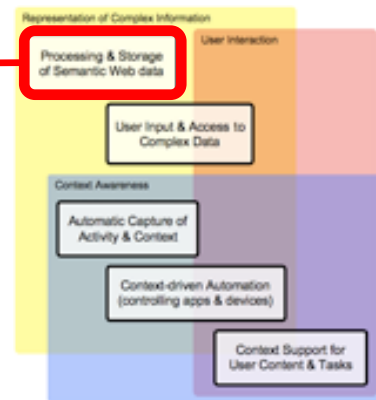 Representation of Complex Information
User Interaction
Processing & Storage
of Semantic Web data
User Input & Access to
Complex Data
Context Awareness
Automatic Capture of
Activity & Context
Context-driven Automation
(controlling apps & devices)
Context Support for
User Content & Tasks